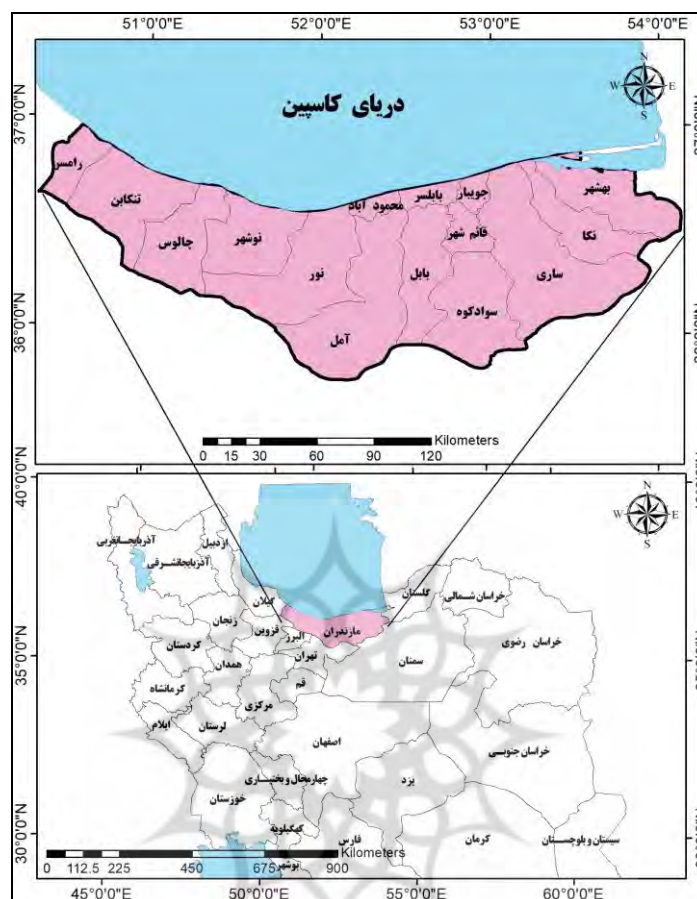 51°0'0"E 52°0'0"E 53°0'0"E 54°0'0"E
37°0'0"N
36°0'0"N
N
W E
S
دریای کاسپین
رامسر
تنکابن
چالوس
نوشهر
نور
آمل
محمود آباد
بابلسر
بابل
جویبار
قائم شهر
سوادکوه
ساری
نکا
بهشهر
Kilometers
0 15 30 60 90 120
40°0'0"N
35°0'0"N
30°0'0"N
N
W E
S
آذربایجانغربی
آذربایجانشرقی
اردبیل
گیلان
زنجان
قزوین
البرز
مازندران
گلستان
خراسان شمالی
خراسان رضوی
سمنان
تهران
قم
کردستان
همدان
کرمانشاه
مرکزی
ایلام
لرستان
اصفهان
خراسان جنوبی
یزد
چهارمحال و بختیاری
خوزستان
کهگیلویه
فارس
کرمان
سیستان و بلوچستان
بوشهر
Kilometers
0 112.5 225 450 675 900
45°0'0"E 50°0'0"E 55°0'0"E 60°0'0"E